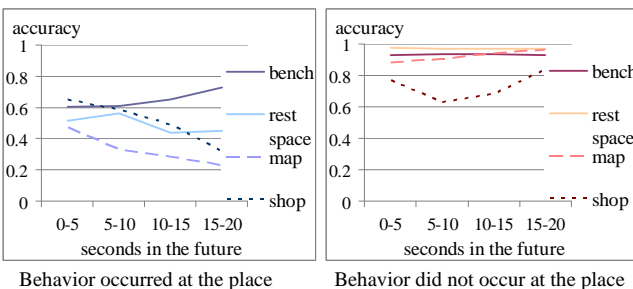 accuracy
1
0.8
0.6
0.4
0.2
0
bench
rest
space
map
shop
0-5 5-10 10-15 15-20
seconds in the future
Behavior occurred at the place
accuracy
1
0.8
0.6
0.4
0.2
0
bench
rest
space
map
shop
0-5 5-10 10-15 15-20
seconds in the future
Behavior did not occur at the place